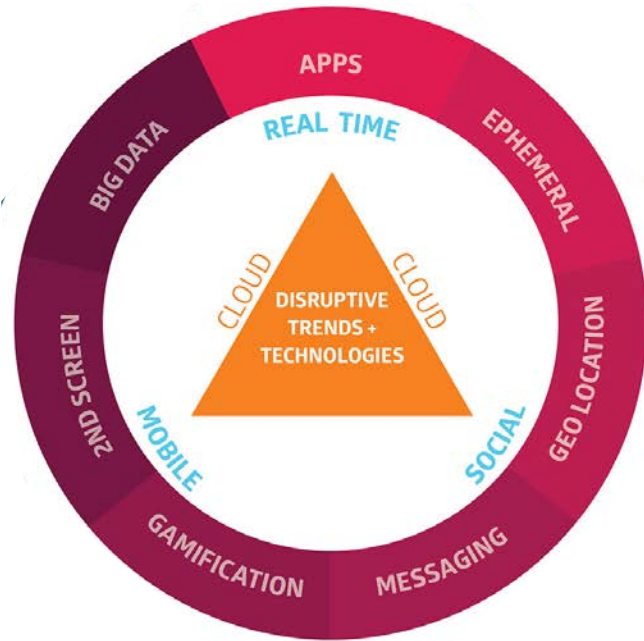 APPS
EPHEMERAL
GEO LOCATION
MESSAGING
GAMIFICATION
2ND SCREEN
BIG DATA
REAL TIME
SOCIAL
MOBILE
CLOUD
CLOUD
DISRUPTIVE
TRENDS +
TECHNOLOGIES